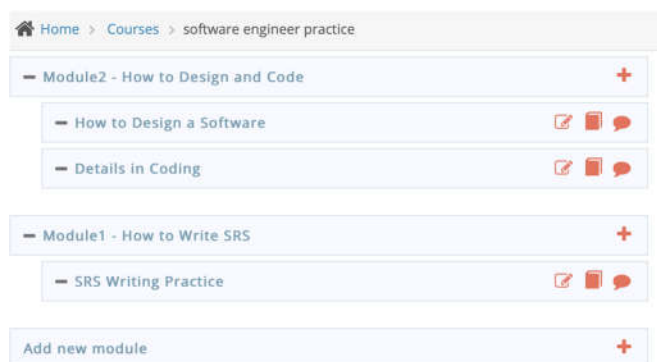 Home > Courses > software engineer practice
Module2 - How to Design and Code
How to Design a Software
Details in Coding
Module1 - How to Write SRS
SRS Writing Practice
Add new module